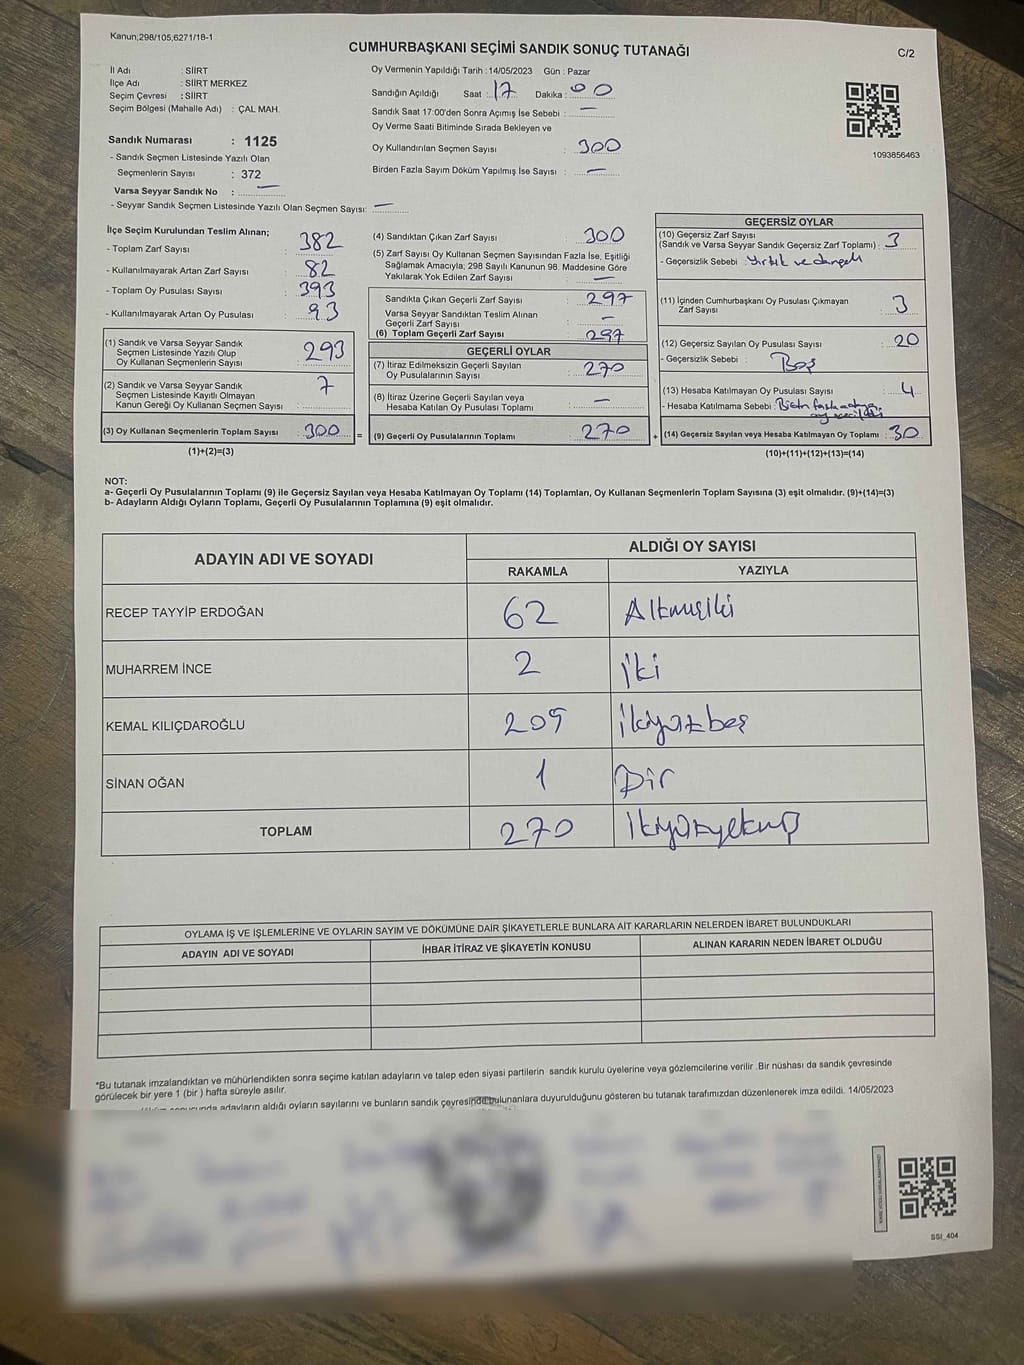 Kanun;298/105,6271/18-1
CUMHURBAŞKANI SEÇİMİ SANDIK SONUÇ TUTANAĞI
C/2
İl Adı : SİİRT
İlçe Adı : SİİRT MERKEZ
Seçim Çevresi : SİİRT
Seçim Bölgesi (Mahalle Adı) : ÇAL MAH.
Sandık Numarası : 1125
- Sandık Seçmen Listesinde Yazılı Olan
Seçmenlerin Sayısı : 372
Varsa Seyyar Sandık No : —
- Seyyar Sandık Seçmen Listesinde Yazılı Olan Seçmen Sayısı: —
Oy Vermenin Yapıldığı Tarih : 14/05/2023 Gün : Pazar
Sandığın Açıldığı Saat : 17 Dakika : 00
Sandık Saat 17:00'den Sonra Açımış İse Sebebi : —
Oy Verme Saati Bitiminde Sırada Bekleyen ve
Oy Kullandırılan Seçmen Sayısı : 300
Birden Fazla Sayım Döküm Yapılmış İse Sayısı : —
1093856463
İlçe Seçim Kurulundan Teslim Alınan;
- Toplam Zarf Sayısı 382
- Kullanılmayarak Artan Zarf Sayısı 82
- Toplam Oy Pusulası Sayısı 393
- Kullanılmayarak Artan Oy Pusulası 93
(1) Sandık ve Varsa Seyyar Sandık
Seçmen Listesinde Yazılı Olup
Oy Kullanan Seçmenlerin Sayısı 293
(2) Sandık ve Varsa Seyyar Sandık
Seçmen Listesinde Kayıtlı Olmayan
Kanun Gereği Oy Kullanan Seçmen Sayısı 7
(3) Oy Kullanan Seçmenlerin Toplam Sayısı 300 =
(1)+(2)=(3)
(4) Sandıktan Çıkan Zarf Sayısı 300
(5) Zarf Sayısı Oy Kullanan Seçmen Sayısından Fazla İse, Eşitliği
Sağlamak Amacıyla; 298 Sayılı Kanunun 98. Maddesine Göre
Yakılarak Yok Edilen Zarf Sayısı —
Sandıkta Çıkan Geçerli Zarf Sayısı : 297
Varsa Seyyar Sandıktan Teslim Alınan
Geçerli Zarf Sayısı —
(6) Toplam Geçerli Zarf Sayısı 297
GEÇERLİ OYLAR
(7) İtiraz Edilmeksizin Geçerli Sayılan
Oy Pusulalarının Sayısı : 270
(8) İtiraz Üzerine Geçerli Sayılan veya
Hesaba Katılan Oy Pusulası Toplamı —
(9) Geçerli Oy Pusulalarının Toplamı : 270 +
GEÇERSİZ OYLAR
(10) Geçersiz Zarf Sayısı
(Sandık ve Varsa Seyyar Sandık Geçersiz Zarf Toplamı) : 3
- Geçersizlik Sebebi : Yırtık ve damgalı
(11) İçinden Cumhurbaşkanı Oy Pusulası Çıkmayan
Zarf Sayısı : 3
(12) Geçersiz Sayılan Oy Pusulası Sayısı : 20
- Geçersizlik Sebebi : Boş
(13) Hesaba Katılmayan Oy Pusulası Sayısı : 4
- Hesaba Katılmama Sebebi : Birden fazla adaya
(14) Geçersiz Sayılan veya Hesaba Katılmayan Oy Toplamı : 30
(10)+(11)+(12)+(13)=(14)
NOT:
a- Geçerli Oy Pusulalarının Toplamı (9) ile Geçersiz Sayılan veya Hesaba Katılmayan Oy Toplamı (14) Toplamları, Oy Kullanan Seçmenlerin Toplam Sayısına (3) eşit olmalıdır. (9)+(14)=(3)
b- Adayların Aldığı Oyların Toplamı, Geçerli Oy Pusulalarının Toplamına (9) eşit olmalıdır.
ADAYIN ADI VE SOYADI
ALDIĞI OY SAYISI
RAKAMLA YAZIYLA
RECEP TAYYİP ERDOĞAN 62 Altmışiki
MUHARREM İNCE 2 iki
KEMAL KILIÇDAROĞLU 205 ikiyüzbeş
SİNAN OĞAN 1 Bir
TOPLAM 270 ikiyüzyetmiş
OYLAMA İŞ VE İŞLEMLERİNE VE OYLARIN SAYIM VE DÖKÜMÜNE DAİR ŞİKAYETLERLE BUNLARA AİT KARARLARIN NELERDEN İBARET BULUNDUKLARI
ADAYIN ADI VE SOYADI İHBAR İTİRAZ VE ŞİKAYETİN KONUSU ALINAN KARARIN NEDEN İBARET OLDUĞU
*Bu tutanak imzalandıktan ve mühürlendikten sonra seçime katılan adayların ve talep eden siyasi partilerin sandık kurulu üyelerine veya gözlemcilerine verilir .Bir nüshası da sandık çevresinde
görülecek bir yere 1 (bir ) hafta süreyle asılır.
adayların aldığı oyların sayılarını ve bunların sandık çevresinde bulunanlara duyurulduğunu gösteren bu tutanak tarafımızdan düzenlenerek imza edildi. 14/05/2023
SSI_404